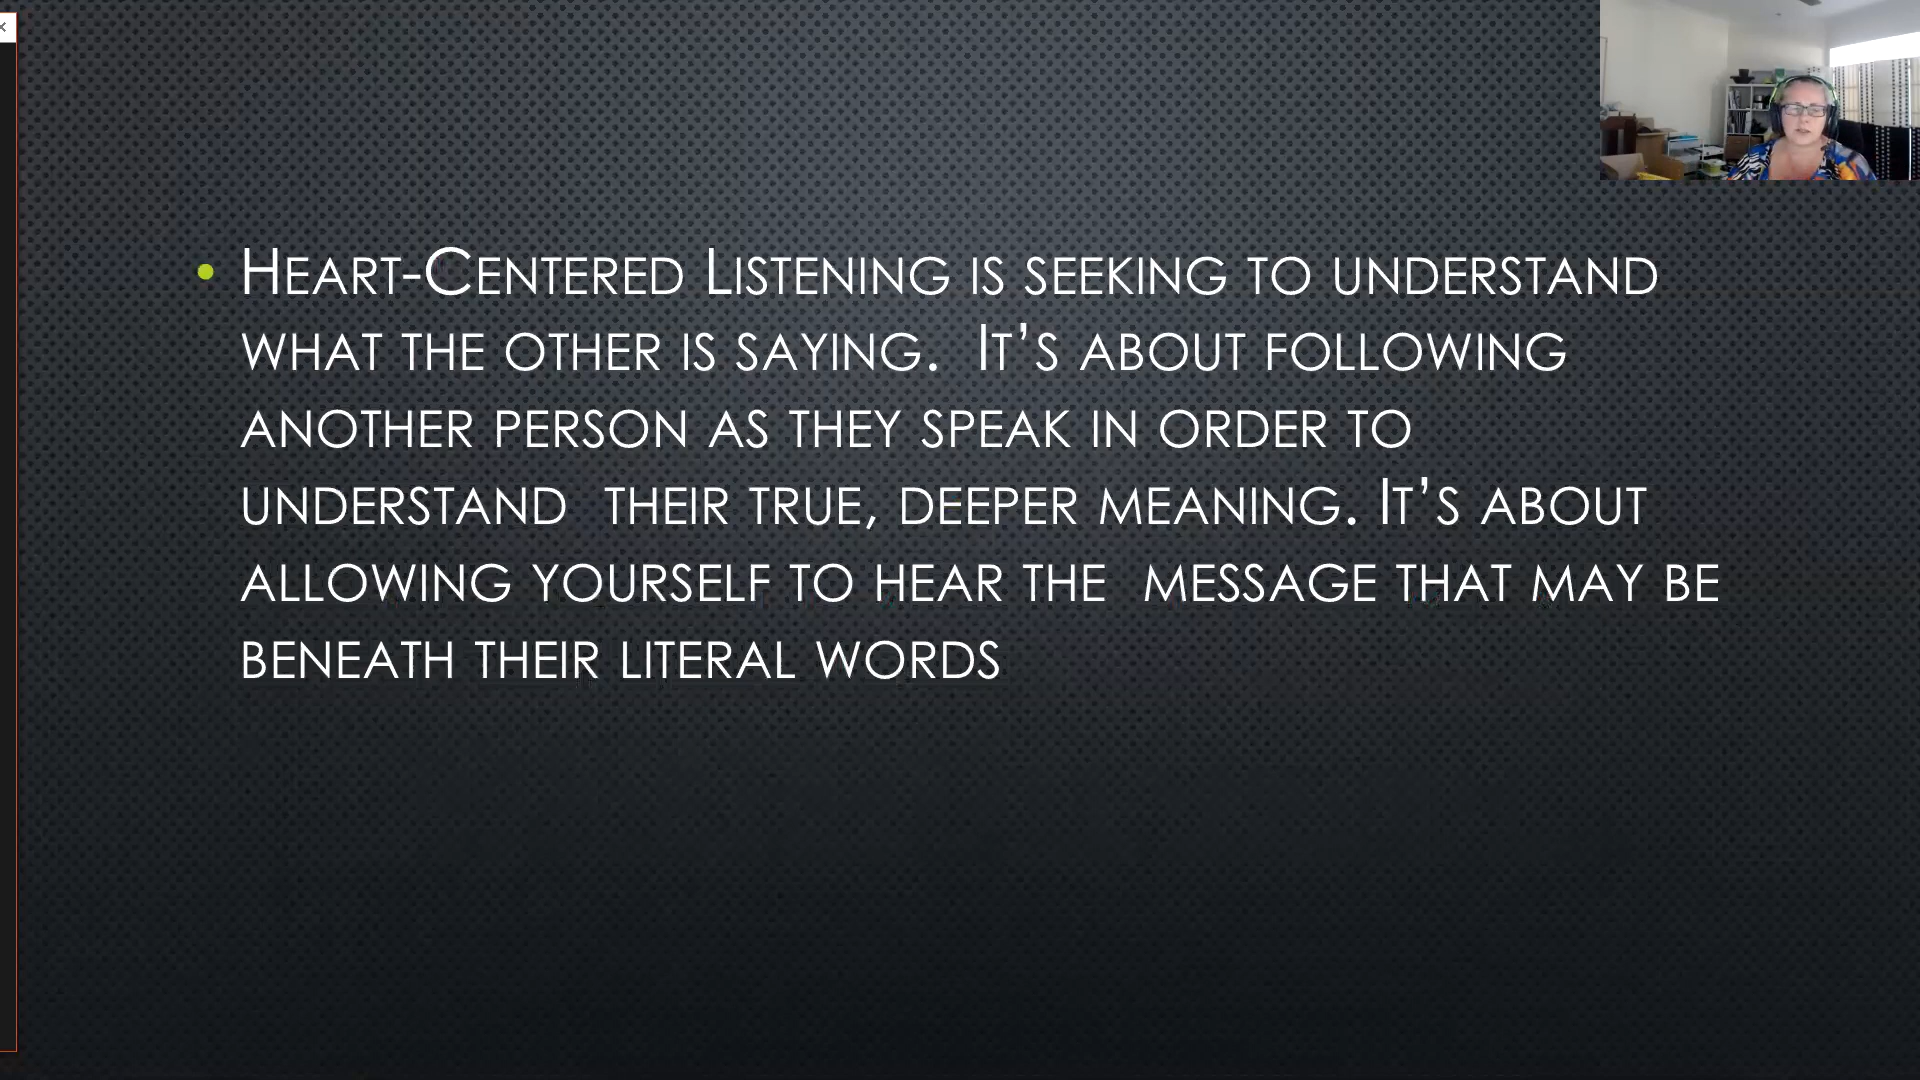 • Heart-Centered Listening is seeking to understand
what the other is saying.  It’s about following
another person as they speak in order to
understand  their true, deeper meaning. It’s about
allowing yourself to hear the  message that may be
beneath their literal words